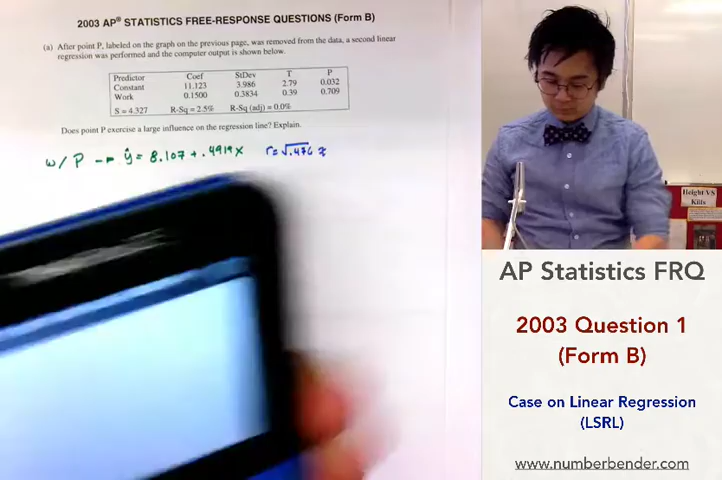 2003 AP® STATISTICS FREE-RESPONSE QUESTIONS (Form B)
(a) After point P, labeled on the graph on the previous page, was removed from the data, a second linear
regression was performed and the computer output is shown below.
Predictor Coef StDev T P
Constant 11.123 3.986 2.79 0.032
Work 0.1500 0.3834 0.39 0.709
S = 4.327 R-Sq = 2.5% R-Sq (adj) = 0.0%
Does point P exercise a large influence on the regression line? Explain.
w/ P → ŷ = 8.107 + .4919x r = √.476 ≈
Height VS
Kills
AP Statistics FRQ
2003 Question 1
(Form B)
Case on Linear Regression
(LSRL)
www.numberbender.com